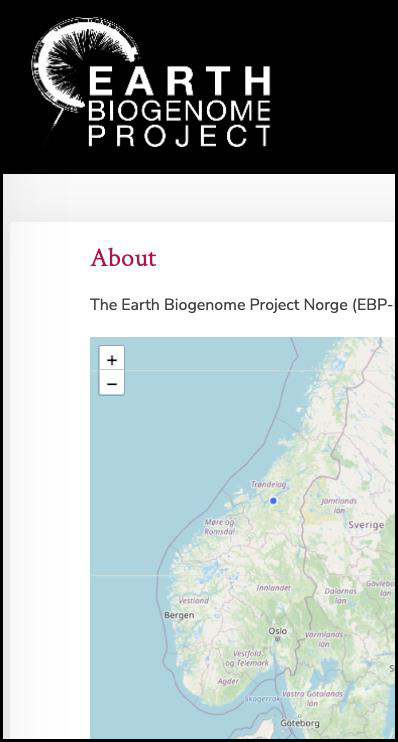 EARTH
BIOGENOME
PROJECT
About
The Earth Biogenome Project Norge (EBP-
+
−
Trøndelag
Jämtlands
län
Sverige
Møre og
Romsdal
Innlandet
Dalarnas
län
Gävlebo
län
Vestland
Bergen
Oslo
Värmlands
län
Vestfold
og Telemark
Agder
S
Skagerrak
Västra Götalands
län
Göteborg